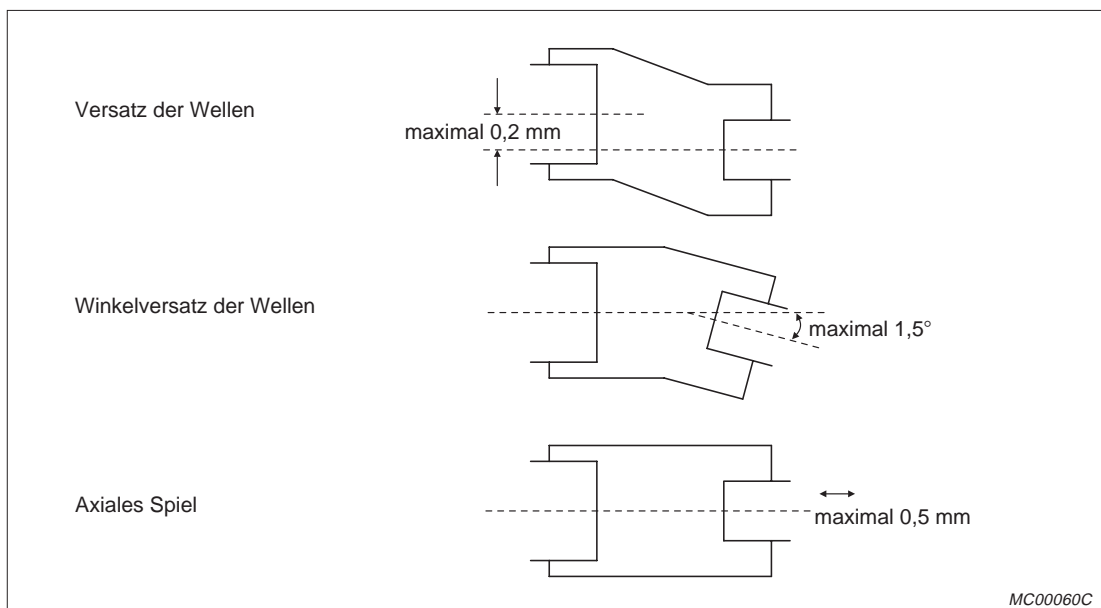 Versatz der Wellen
maximal 0,2 mm
Winkelversatz der Wellen
maximal 1,5°
Axiales Spiel
maximal 0,5 mm
MC00060C